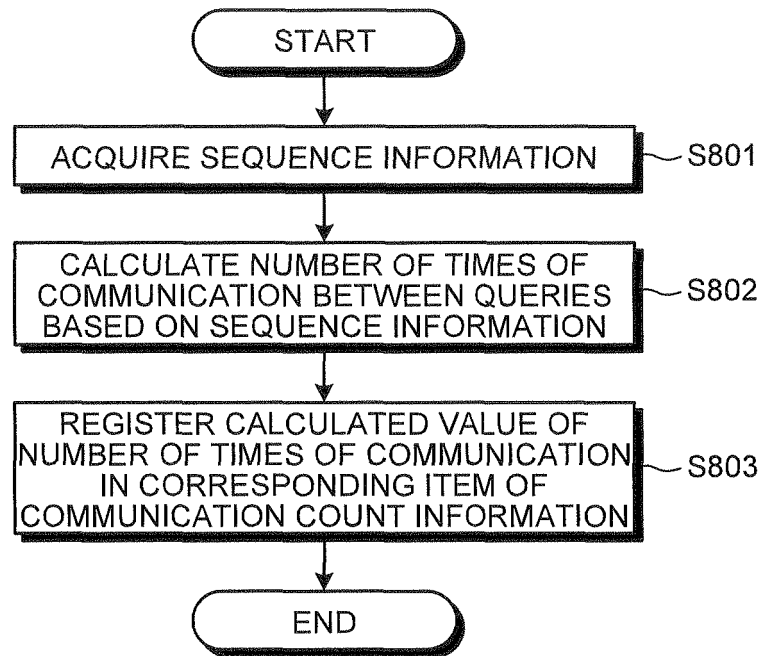 START
ACQUIRE SEQUENCE INFORMATION
S801
CALCULATE NUMBER OF TIMES OF
COMMUNICATION BETWEEN QUERIES
BASED ON SEQUENCE INFORMATION
S802
REGISTER CALCULATED VALUE OF
NUMBER OF TIMES OF COMMUNICATION
IN CORRESPONDING ITEM OF
COMMUNICATION COUNT INFORMATION
S803
END